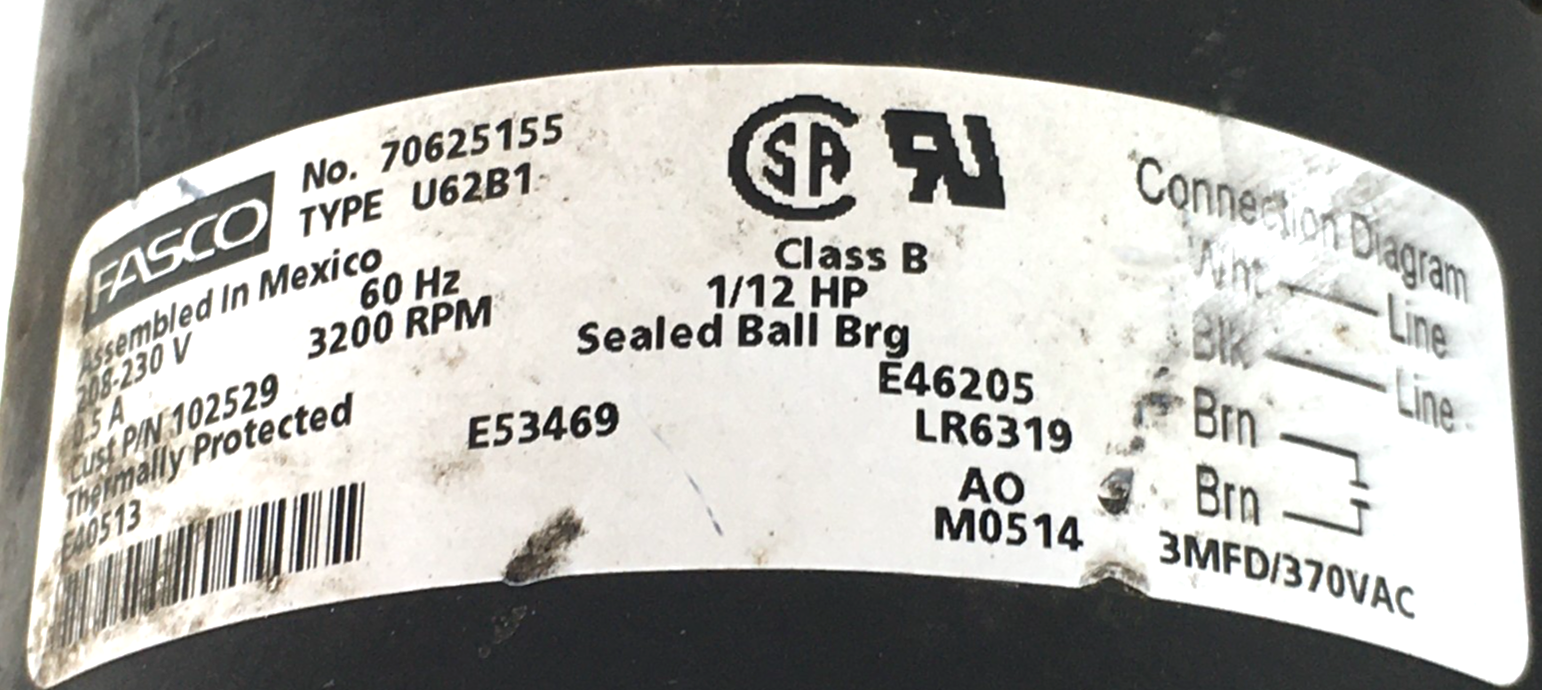 FASCO
No. 70625155
TYPE U62B1
Assembled In Mexico
208-230 V 60 Hz
0.5 A 3200 RPM
Cust P/N 102529
Thermally Protected
E53469
EA0513
SA
Class B
1/12 HP
Sealed Ball Brg
E46205
LR6319
AO
M0514
Connection Diagram
Wht Line
Blk Line
Brn
Brn
3MFD/370VAC